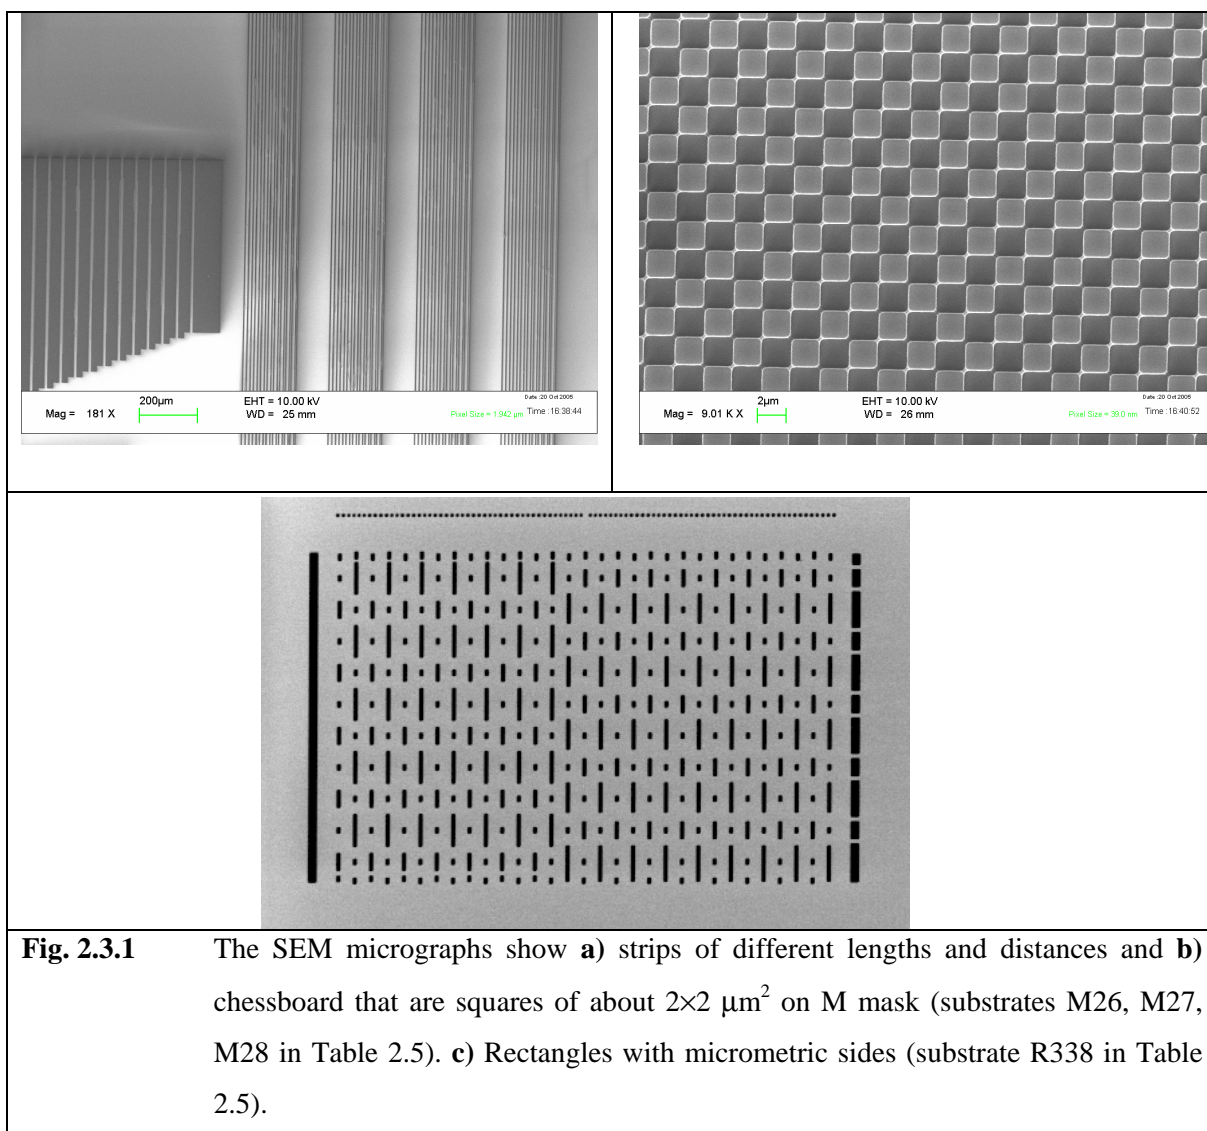 200µm
Mag = 181 X
EHT = 10.00 kV
WD = 25 mm
Pixel Size = 1.942 µm
Date :20 Oct 2005
Time :16:38:44
2µm
Mag = 9.01 K X
EHT = 10.00 kV
WD = 26 mm
Pixel Size = 39.0 nm
Date :20 Oct 2005
Time :16:40:52
Fig. 2.3.1 The SEM micrographs show a) strips of different lengths and distances and b)
chessboard that are squares of about 2×2 µm² on M mask (substrates M26, M27,
M28 in Table 2.5). c) Rectangles with micrometric sides (substrate R338 in Table
2.5).